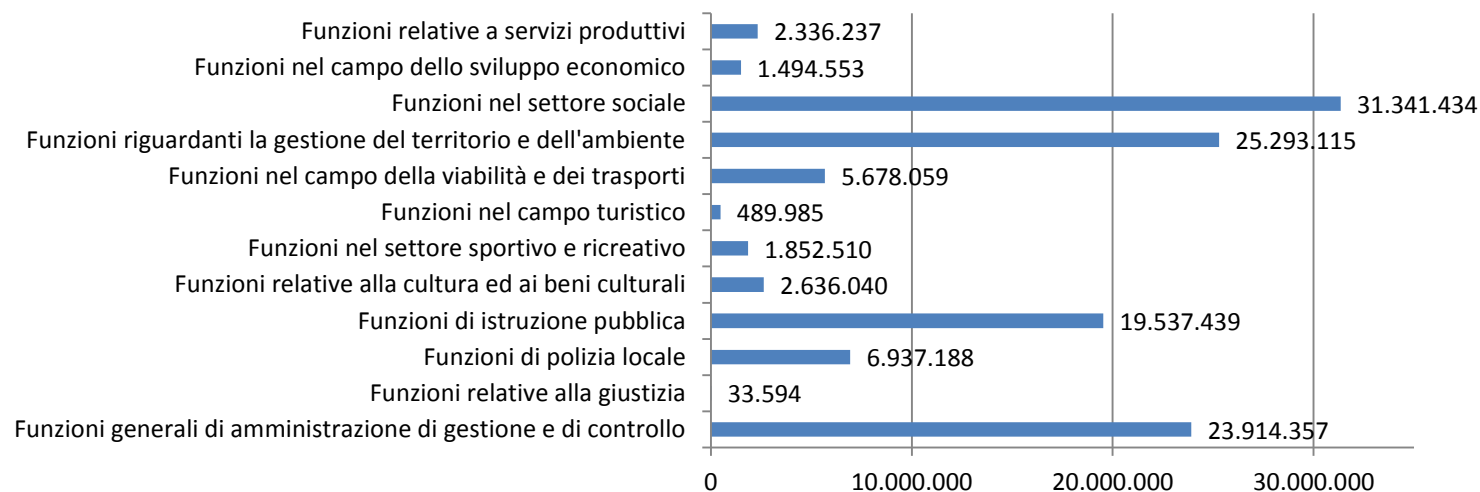 Funzioni relative a servizi produttivi 2.336.237
Funzioni nel campo dello sviluppo economico 1.494.553
Funzioni nel settore sociale 31.341.434
Funzioni riguardanti la gestione del territorio e dell'ambiente 25.293.115
Funzioni nel campo della viabilità e dei trasporti 5.678.059
Funzioni nel campo turistico 489.985
Funzioni nel settore sportivo e ricreativo 1.852.510
Funzioni relative alla cultura ed ai beni culturali 2.636.040
Funzioni di istruzione pubblica 19.537.439
Funzioni di polizia locale 6.937.188
Funzioni relative alla giustizia 33.594
Funzioni generali di amministrazione di gestione e di controllo 23.914.357
0 10.000.000 20.000.000 30.000.000